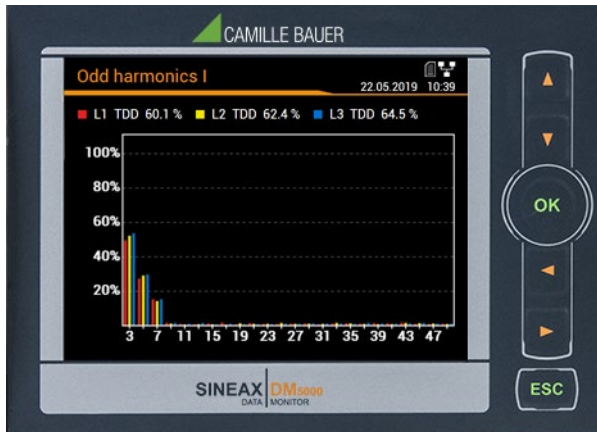 CAMILLE BAUER
Odd harmonics I
22.05.2019 10:39
L1 TDD 60.1 % L2 TDD 62.4 % L3 TDD 64.5 %
100%
80%
60%
40%
20%
3 7 11 15 19 23 27 31 35 39 43 47
OK
ESC
SINEAX DM5000
DATA MONITOR